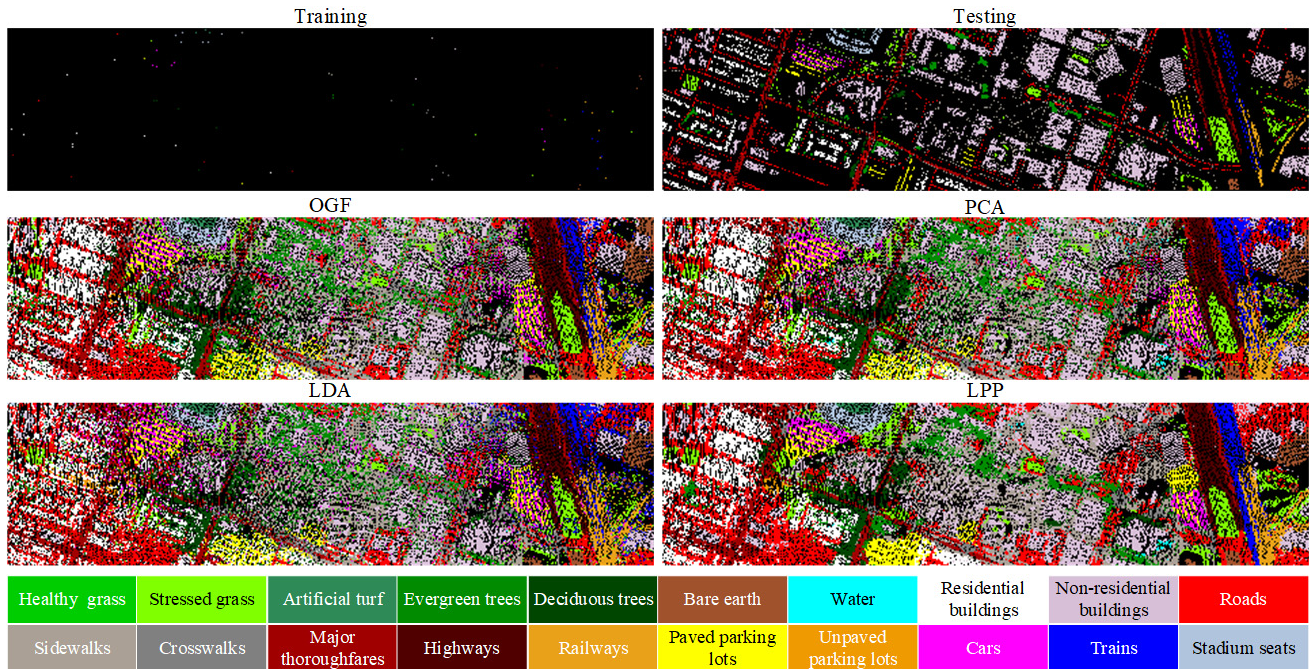 Training
Testing
OGF
PCA
LDA
LPP
Healthy grass
Stressed grass
Artificial turf
Evergreen trees
Deciduous trees
Bare earth
Water
Residential
buildings
Non-residential
buildings
Roads
Sidewalks
Crosswalks
Major
thoroughfares
Highways
Railways
Paved parking
lots
Unpaved
parking lots
Cars
Trains
Stadium seats